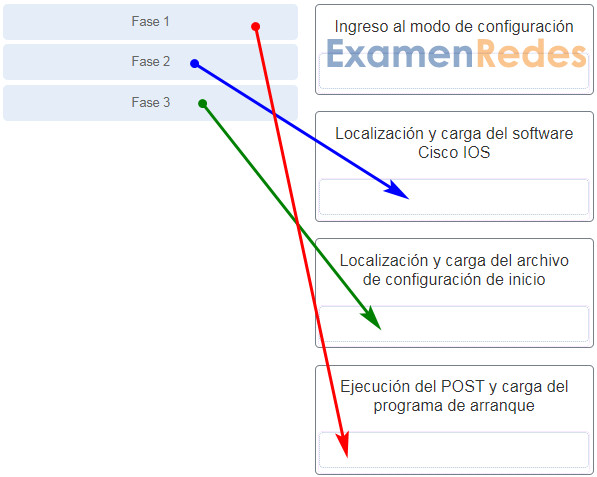 Fase 1
Fase 2
Fase 3
Ingreso al modo de configuración
ExamenRedes
Localización y carga del software
Cisco IOS
Localización y carga del archivo
de configuración de inicio
Ejecución del POST y carga del
programa de arranque